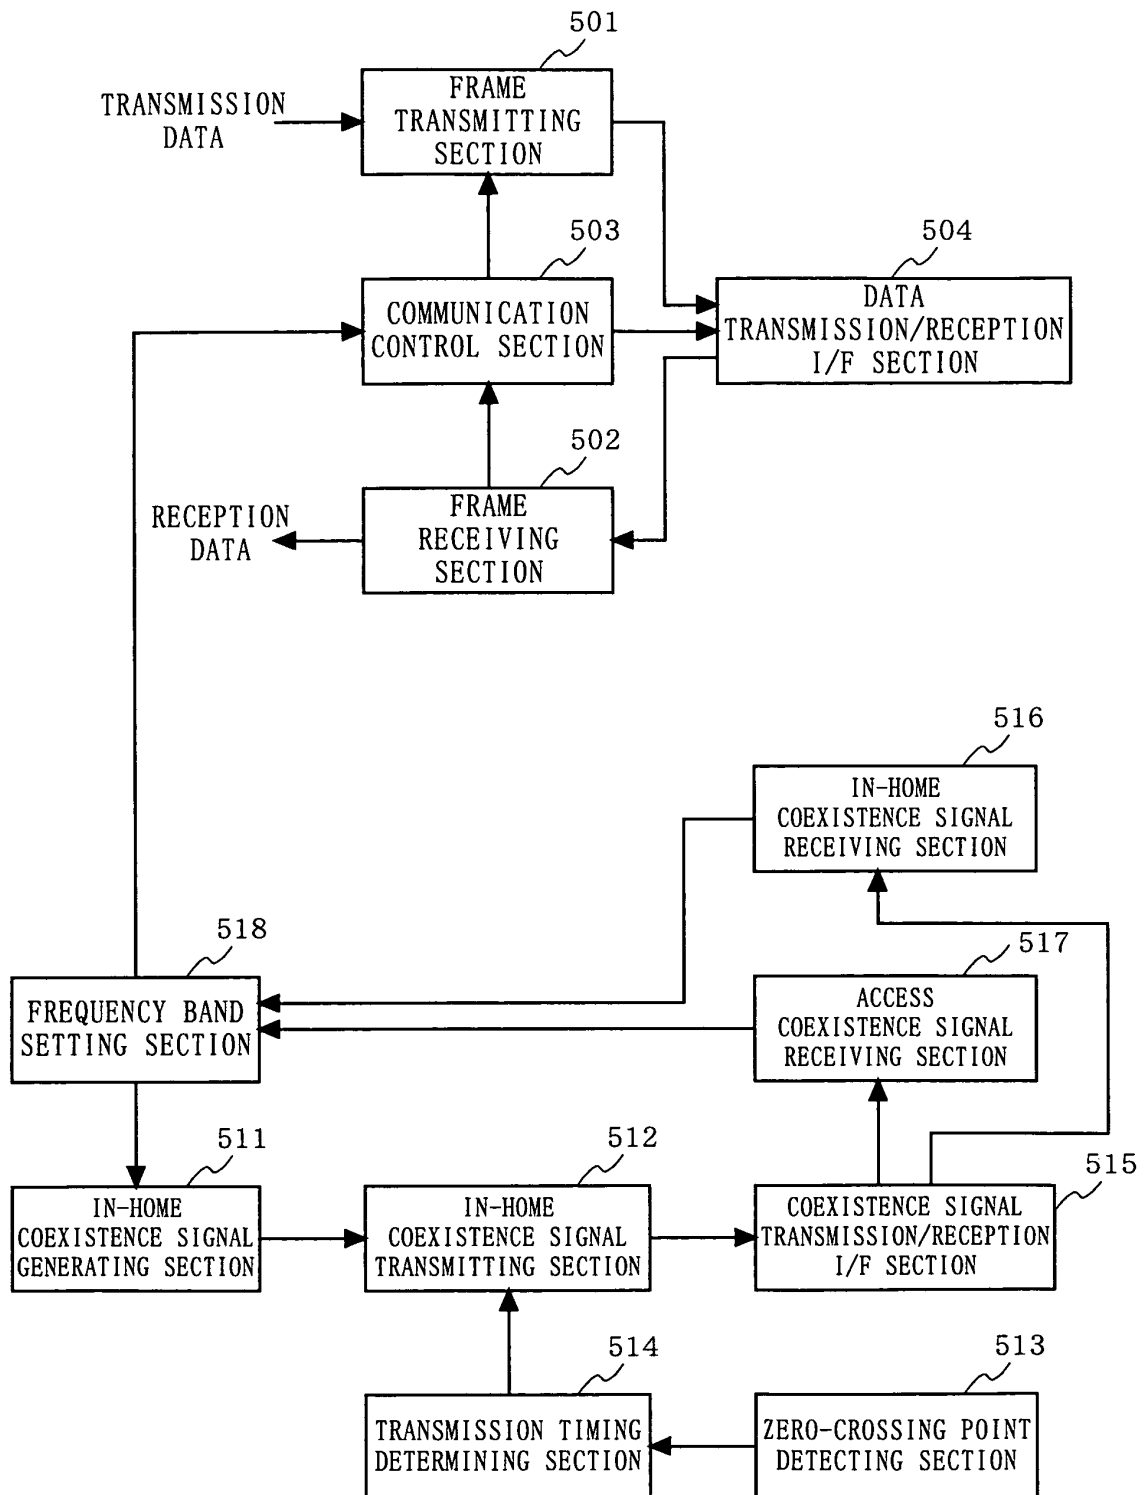 501
FRAME
TRANSMITTING
SECTION
TRANSMISSION
DATA
503
COMMUNICATION
CONTROL SECTION
504
DATA
TRANSMISSION/RECEPTION
I/F SECTION
502
FRAME
RECEIVING
SECTION
RECEPTION
DATA
516
IN-HOME
COEXISTENCE SIGNAL
RECEIVING SECTION
518
FREQUENCY BAND
SETTING SECTION
517
ACCESS
COEXISTENCE SIGNAL
RECEIVING SECTION
511
IN-HOME
COEXISTENCE SIGNAL
GENERATING SECTION
512
IN-HOME
COEXISTENCE SIGNAL
TRANSMITTING SECTION
515
COEXISTENCE SIGNAL
TRANSMISSION/RECEPTION
I/F SECTION
514
TRANSMISSION TIMING
DETERMINING SECTION
513
ZERO-CROSSING POINT
DETECTING SECTION